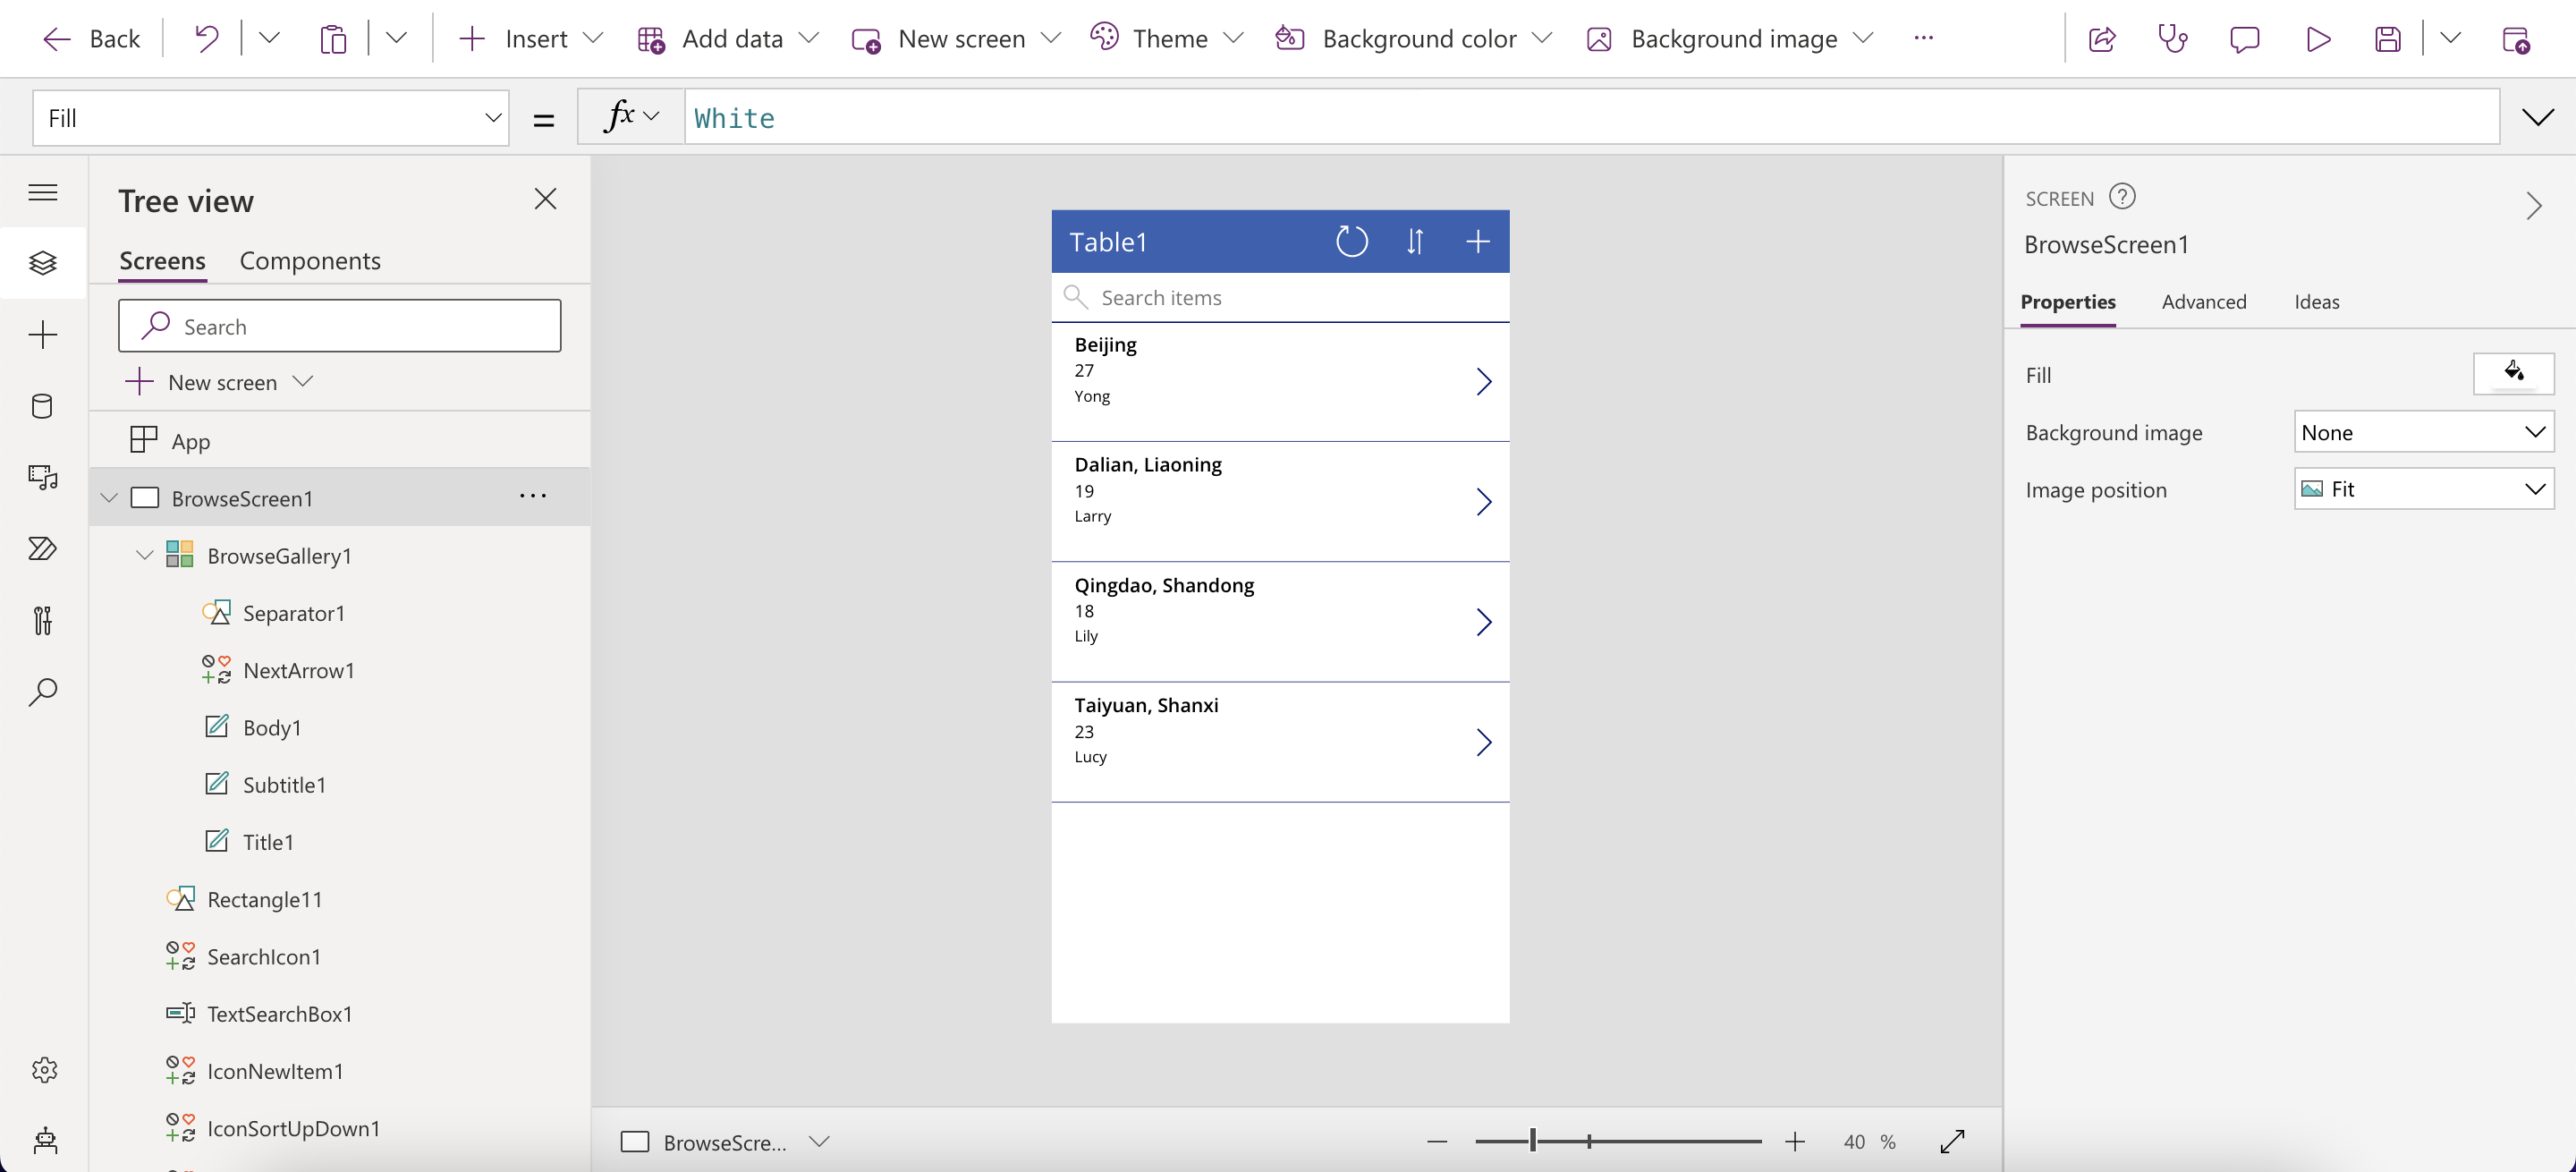 Back
Insert
Add data
New screen
Theme
Background color
Background image
Fill
=
fx
White
Tree view
Screens
Components
Search
New screen
App
BrowseScreen1
BrowseGallery1
Separator1
NextArrow1
Body1
Subtitle1
Title1
Rectangle11
SearchIcon1
TextSearchBox1
IconNewItem1
IconSortUpDown1
Table1
Search items
Beijing
27
Yong
Dalian, Liaoning
19
Larry
Qingdao, Shandong
18
Lily
Taiyuan, Shanxi
23
Lucy
BrowseScre...
40 %
SCREEN
BrowseScreen1
Properties
Advanced
Ideas
Fill
Background image
None
Image position
Fit